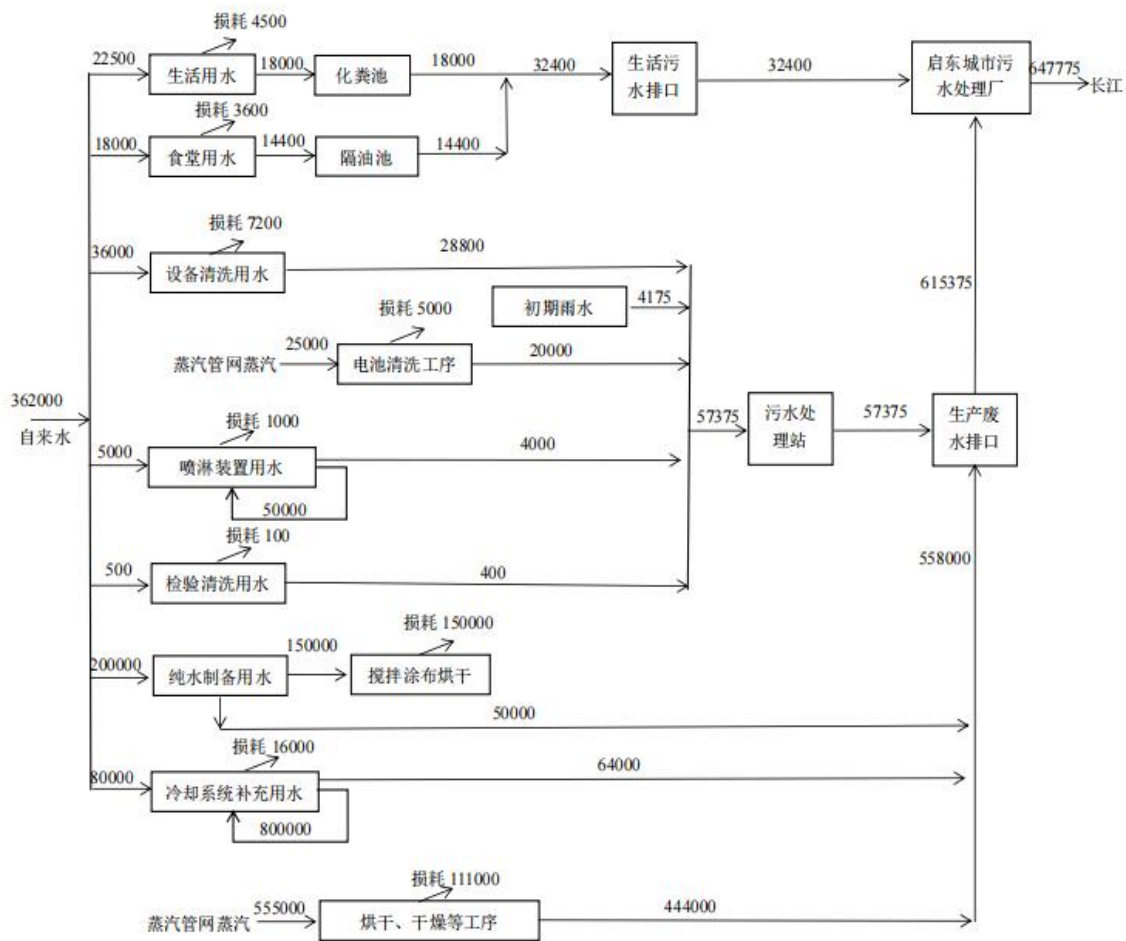 损耗 4500
22500
生活用水
18000
化粪池
18000
32400
生活污
水排口
32400
启东城市污
水处理厂
647775
长江
损耗 3600
18000
食堂用水
14400
隔油池
14400
损耗 7200
36000
设备清洗用水
28800
615375
初期雨水
4175
损耗 5000
蒸汽管网蒸汽
25000
电池清洗工序
20000
362000
自来水
57375
污水处
理站
57375
生产废
水排口
损耗 1000
5000
喷淋装置用水
4000
50000
损耗 100
500
检验清洗用水
400
558000
损耗 150000
200000
纯水制备用水
150000
搅拌涂布烘干
50000
损耗 16000
80000
冷却系统补充用水
64000
800000
损耗 111000
蒸汽管网蒸汽
555000
烘干、干燥等工序
444000